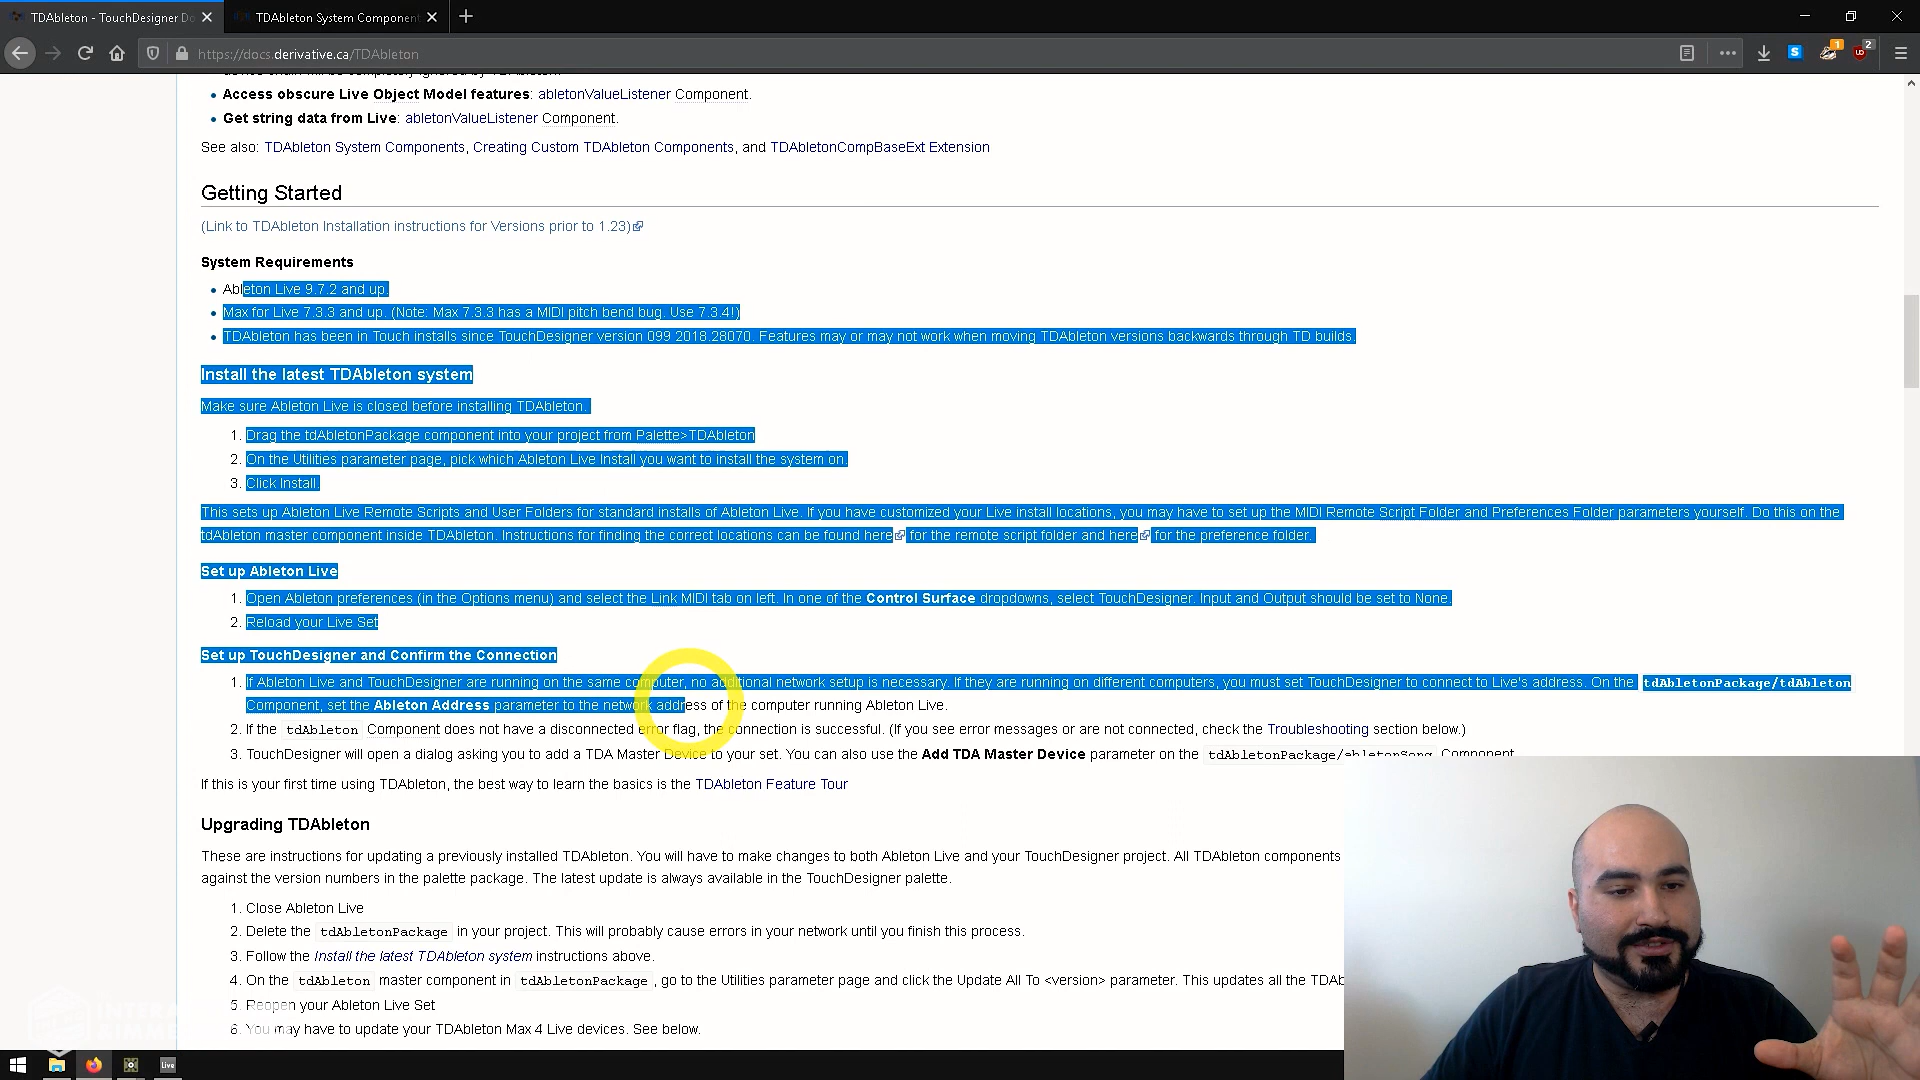 TDAbleton - TouchDesigner Do
TDAbleton System Component
https://docs.derivative.ca/TDAbleton
Access obscure Live Object Model features: abletonValueListener Component.
Get string data from Live: abletonValueListener Component.
See also: TDAbleton System Components, Creating Custom TDAbleton Components, and TDAbletonCompBaseExt Extension
Getting Started
(Link to TDAbleton Installation instructions for Versions prior to 1.23)
System Requirements
Ableton Live 9.7.2 and up.
Max for Live 7.3.3 and up. (Note: Max 7.3.3 has a MIDI pitch bend bug. Use 7.3.4!)
TDAbleton has been in Touch installs since TouchDesigner version 099 2018.28070. Features may or may not work when moving TDAbleton versions backwards through TD builds.
Install the latest TDAbleton system
Make sure Ableton Live is closed before installing TDAbleton.
1. Drag the tdAbletonPackage component into your project from Palette>TDAbleton
2. On the Utilities parameter page, pick which Ableton Live Install you want to install the system on.
3. Click Install.
This sets up Ableton Live Remote Scripts and User Folders for standard installs of Ableton Live. If you have customized your Live install locations, you may have to set up the MIDI Remote Script Folder and Preferences Folder parameters yourself. Do this on the
tdAbleton master component inside TDAbleton. Instructions for finding the correct locations can be found here for the remote script folder and here for the preference folder.
Set up Ableton Live
1. Open Ableton preferences (in the Options menu) and select the Link MIDI tab on left. In one of the Control Surface dropdowns, select TouchDesigner. Input and Output should be set to None.
2. Reload your Live Set
Set up TouchDesigner and Confirm the Connection
1. If Ableton Live and TouchDesigner are running on the same computer, no additional network setup is necessary. If they are running on different computers, you must set TouchDesigner to connect to Live's address. On the tdAbletonPackage/tdAbleton
Component, set the Ableton Address parameter to the network address of the computer running Ableton Live.
2. If the tdAbleton Component does not have a disconnected error flag, the connection is successful. (If you see error messages or are not connected, check the Troubleshooting section below.)
3. TouchDesigner will open a dialog asking you to add a TDA Master Device to your set. You can also use the Add TDA Master Device parameter on the tdAbletonPackage/abletonSong Component
If this is your first time using TDAbleton, the best way to learn the basics is the TDAbleton Feature Tour
Upgrading TDAbleton
These are instructions for updating a previously installed TDAbleton. You will have to make changes to both Ableton Live and your TouchDesigner project. All TDAbleton components
against the version numbers in the palette package. The latest update is always available in the TouchDesigner palette.
1. Close Ableton Live
2. Delete the tdAbletonPackage in your project. This will probably cause errors in your network until you finish this process.
3. Follow the Install the latest TDAbleton system instructions above.
4. On the tdAbleton master component in tdAbletonPackage , go to the Utilities parameter page and click the Update All To <version> parameter. This updates all the TDAb
5. Reopen your Ableton Live Set
6. You may have to update your TDAbleton Max 4 Live devices. See below.
Live